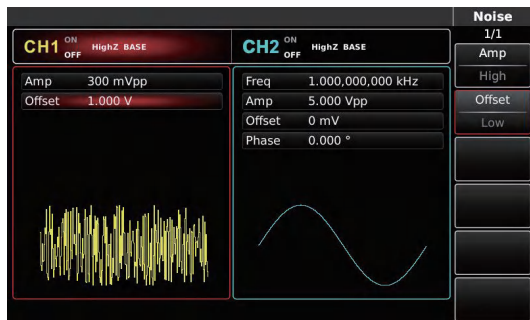 Noise
1/1
CH1 ON OFF HighZ BASE
CH2 ON OFF HighZ BASE
Amp 300 mVpp
Offset 1.000 V
Freq 1.000,000,000 kHz
Amp 5.000 Vpp
Offset 0 mV
Phase 0.000 °
Amp
High
Offset
Low